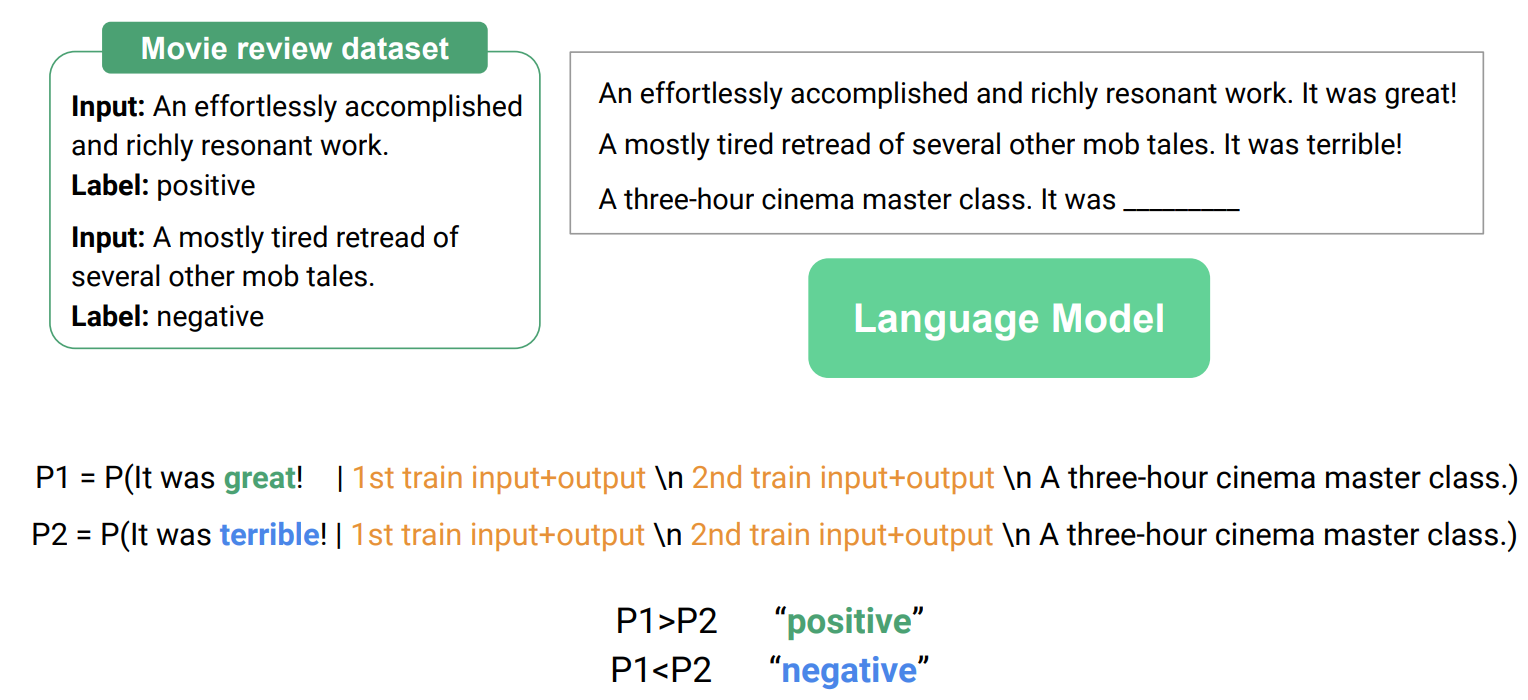 Movie review dataset
Input: An effortlessly accomplished
and richly resonant work.
Label: positive
Input: A mostly tired retread of
several other mob tales.
Label: negative
An effortlessly accomplished and richly resonant work. It was great!
A mostly tired retread of several other mob tales. It was terrible!
A three-hour cinema master class. It was _________
Language Model
P1 = P(It was great! | 1st train input+output \n 2nd train input+output \n A three-hour cinema master class.)
P2 = P(It was terrible! | 1st train input+output \n 2nd train input+output \n A three-hour cinema master class.)
P1>P2 “positive”
P1<P2 “negative”